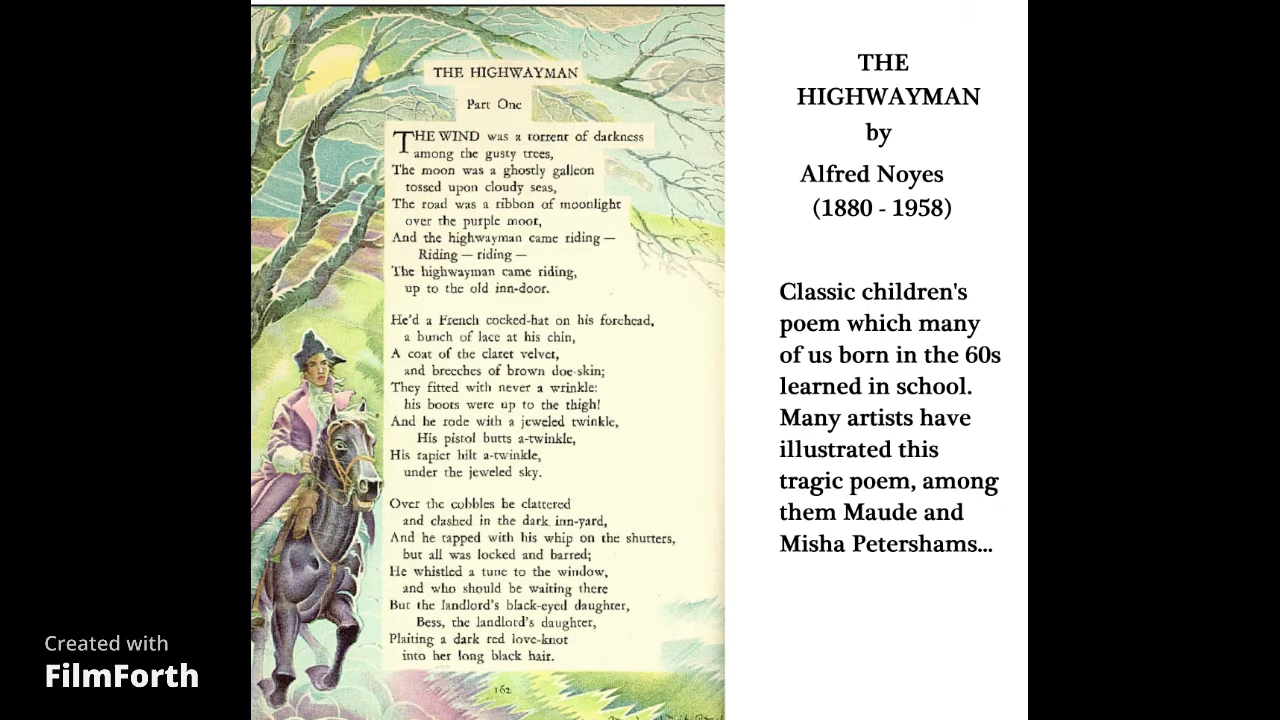 THE HIGHWAYMAN
Part One
THE WIND was a torrent of darkness
among the gusty trees,
The moon was a ghostly galleon
tossed upon cloudy seas,
The road was a ribbon of moonlight
over the purple moor,
And the highwayman came riding —
Riding — riding —
The highwayman came riding,
up to the old inn-door.
He'd a French cocked-hat on his forehead,
a bunch of lace at his chin,
A coat of the claret velvet,
and breeches of brown doe-skin;
They fitted with never a wrinkle:
his boots were up to the thigh!
And he rode with a jeweled twinkle,
His pistol butts a-twinkle,
His rapier hilt a-twinkle,
under the jeweled sky.
Over the cobbles he clattered
and clashed in the dark inn-yard,
And he tapped with his whip on the shutters,
but all was locked and barred;
He whistled a tune to the window,
and who should be waiting there
But the landlord's black-eyed daughter,
Bess, the landlord's daughter,
Plaiting a dark red love-knot
into her long black hair.
162
THE
HIGHWAYMAN
by
Alfred Noyes
(1880 - 1958)
Classic children's
poem which many
of us born in the 60s
learned in school.
Many artists have
illustrated this
tragic poem, among
them Maude and
Misha Petershams...
Created with
FilmForth